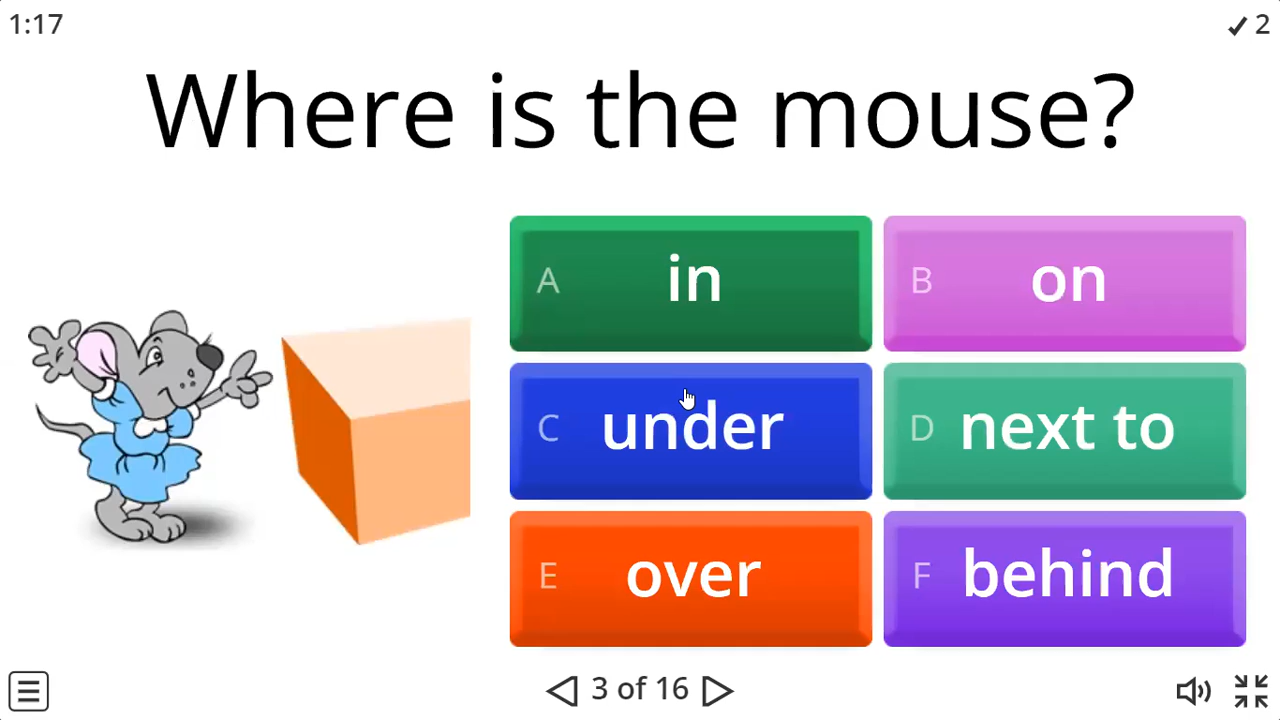 1:17
✓ 2
Where is the mouse?
A in
B on
C under
D next to
E over
F behind
3 of 16